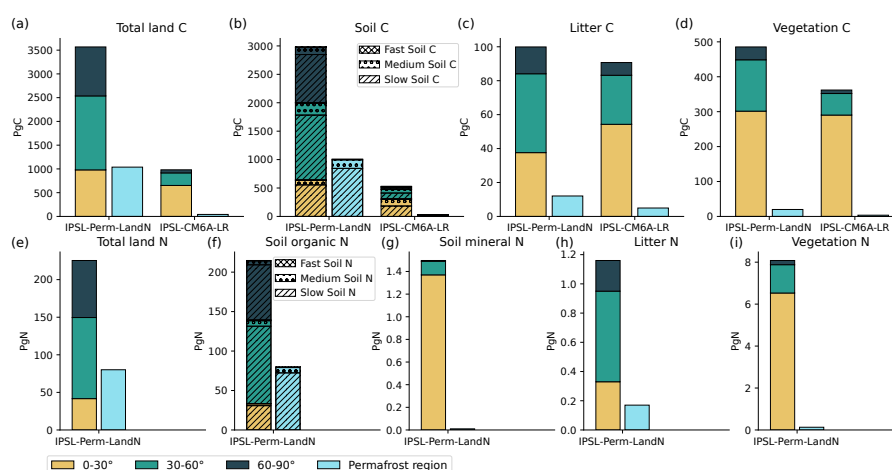 (a) Total land C
PgC
3500
3000
2500
2000
1500
1000
500
0
IPSL-Perm-LandN IPSL-CM6A-LR
(b) Soil C
PgC
3000
2500
2000
1500
1000
500
0
Fast Soil C
Medium Soil C
Slow Soil C
IPSL-Perm-LandN IPSL-CM6A-LR
(c) Litter C
PgC
100
80
60
40
20
0
IPSL-Perm-LandN IPSL-CM6A-LR
(d) Vegetation C
PgC
500
400
300
200
100
0
IPSL-Perm-LandN IPSL-CM6A-LR
(e) Total land N
PgN
200
150
100
50
0
IPSL-Perm-LandN
(f) Soil organic N
PgN
200
150
100
50
0
Fast Soil N
Medium Soil N
Slow Soil N
IPSL-Perm-LandN
(g) Soil mineral N
PgN
1.4
1.2
1.0
0.8
0.6
0.4
0.2
0.0
IPSL-Perm-LandN
(h) Litter N
PgN
1.2
1.0
0.8
0.6
0.4
0.2
0.0
IPSL-Perm-LandN
(i) Vegetation N
PgN
8
6
4
2
0
IPSL-Perm-LandN
0-30° 30-60° 60-90° Permafrost region